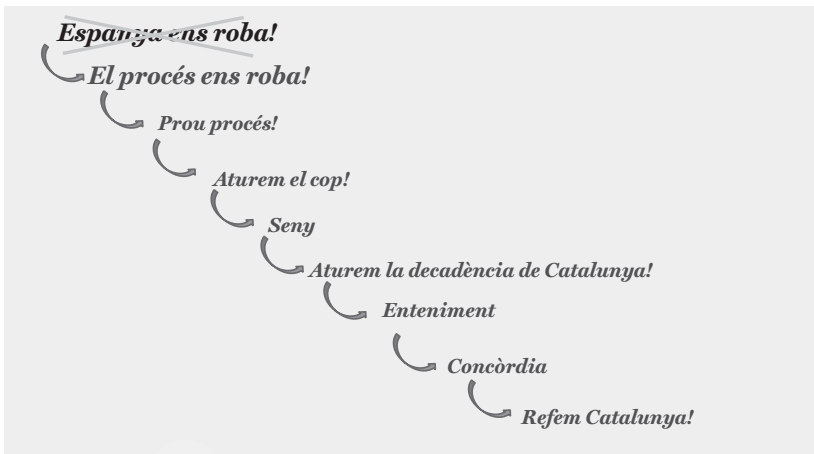 Espanya ens roba!
El procés ens roba!
Prou procés!
Aturem el cop!
Seny
Aturem la decadència de Catalunya!
Enteniment
Concòrdia
Refem Catalunya!